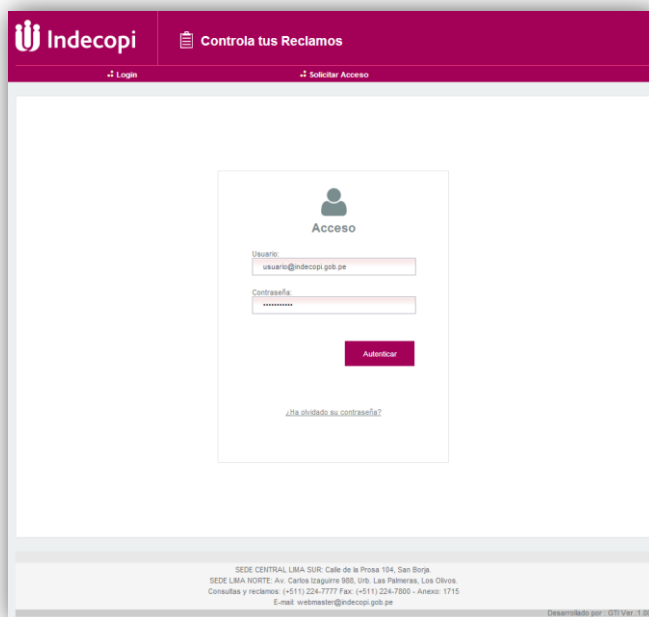 Indecopi
Controla tus Reclamos
Login
Solicitar Acceso
Acceso
Usuario:
usuario@indecopi.gob.pe
Contraseña:
•••••••••••
Autenticar
¿Ha olvidado su contraseña?
SEDE CENTRAL LIMA SUR: Calle de la Prosa 104, San Borja.
SEDE LIMA NORTE: Av. Carlos Izaguirre 988, Urb. Las Palmeras, Los Olivos.
Consultas y reclamos: (+511) 224-7777 Fax: (+511) 224-7800 - Anexo: 1715
E-mail: webmaster@indecopi.gob.pe
Desarrollado por : GTI Ver.:1.